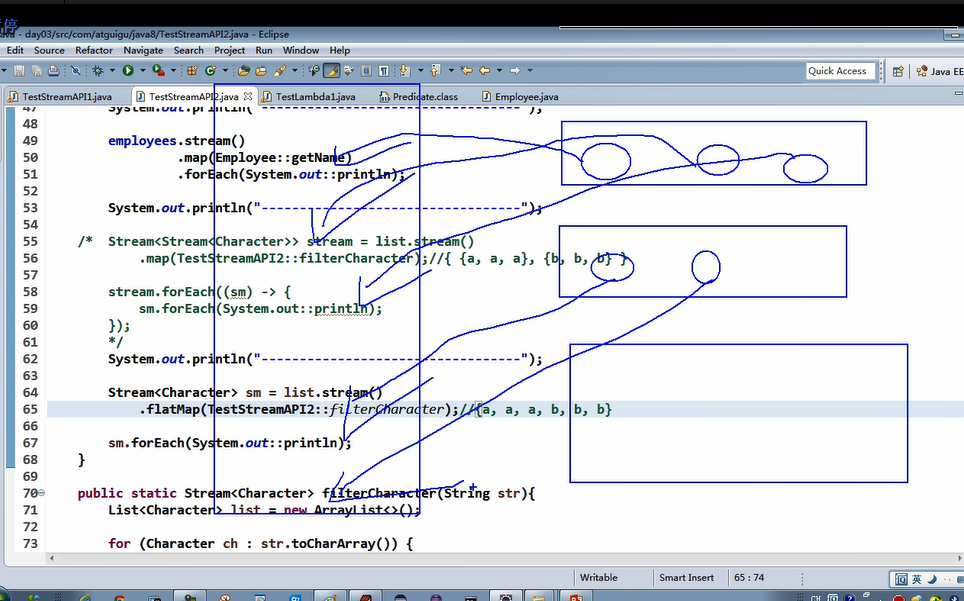 停
ava - day03/src/com/atguigu/java8/TestStreamAPI2.java - Eclipse
Edit Source Refactor Navigate Search Project Run Window Help
Quick Access
Java EE
TestStreamAPI1.java
TestStreamAPI2.java
TestLambda1.java
Predicate.class
Employee.java
47 System.out.println("----------------------------------");
48
49 employees.stream()
50 .map(Employee::getName)
51 .forEach(System.out::println);
52
53 System.out.println("----------------------------------");
54
55 /* Stream<Stream<Character>> stream = list.stream()
56 .map(TestStreamAPI2::filterCharacter);//{ {a, a, a}, {b, b, b} }
57
58 stream.forEach((sm) -> {
59 sm.forEach(System.out::println);
60 });
61 */
62 System.out.println("----------------------------------");
63
64 Stream<Character> sm = list.stream()
65 .flatMap(TestStreamAPI2::filterCharacter);//{a, a, a, b, b, b}
66
67 sm.forEach(System.out::println);
68 }
69
70 public static Stream<Character> filterCharacter(String str){
71 List<Character> list = new ArrayList<>();
72
73 for (Character ch : str.toCharArray()) {
Writable Smart Insert 65 : 74
英
CH